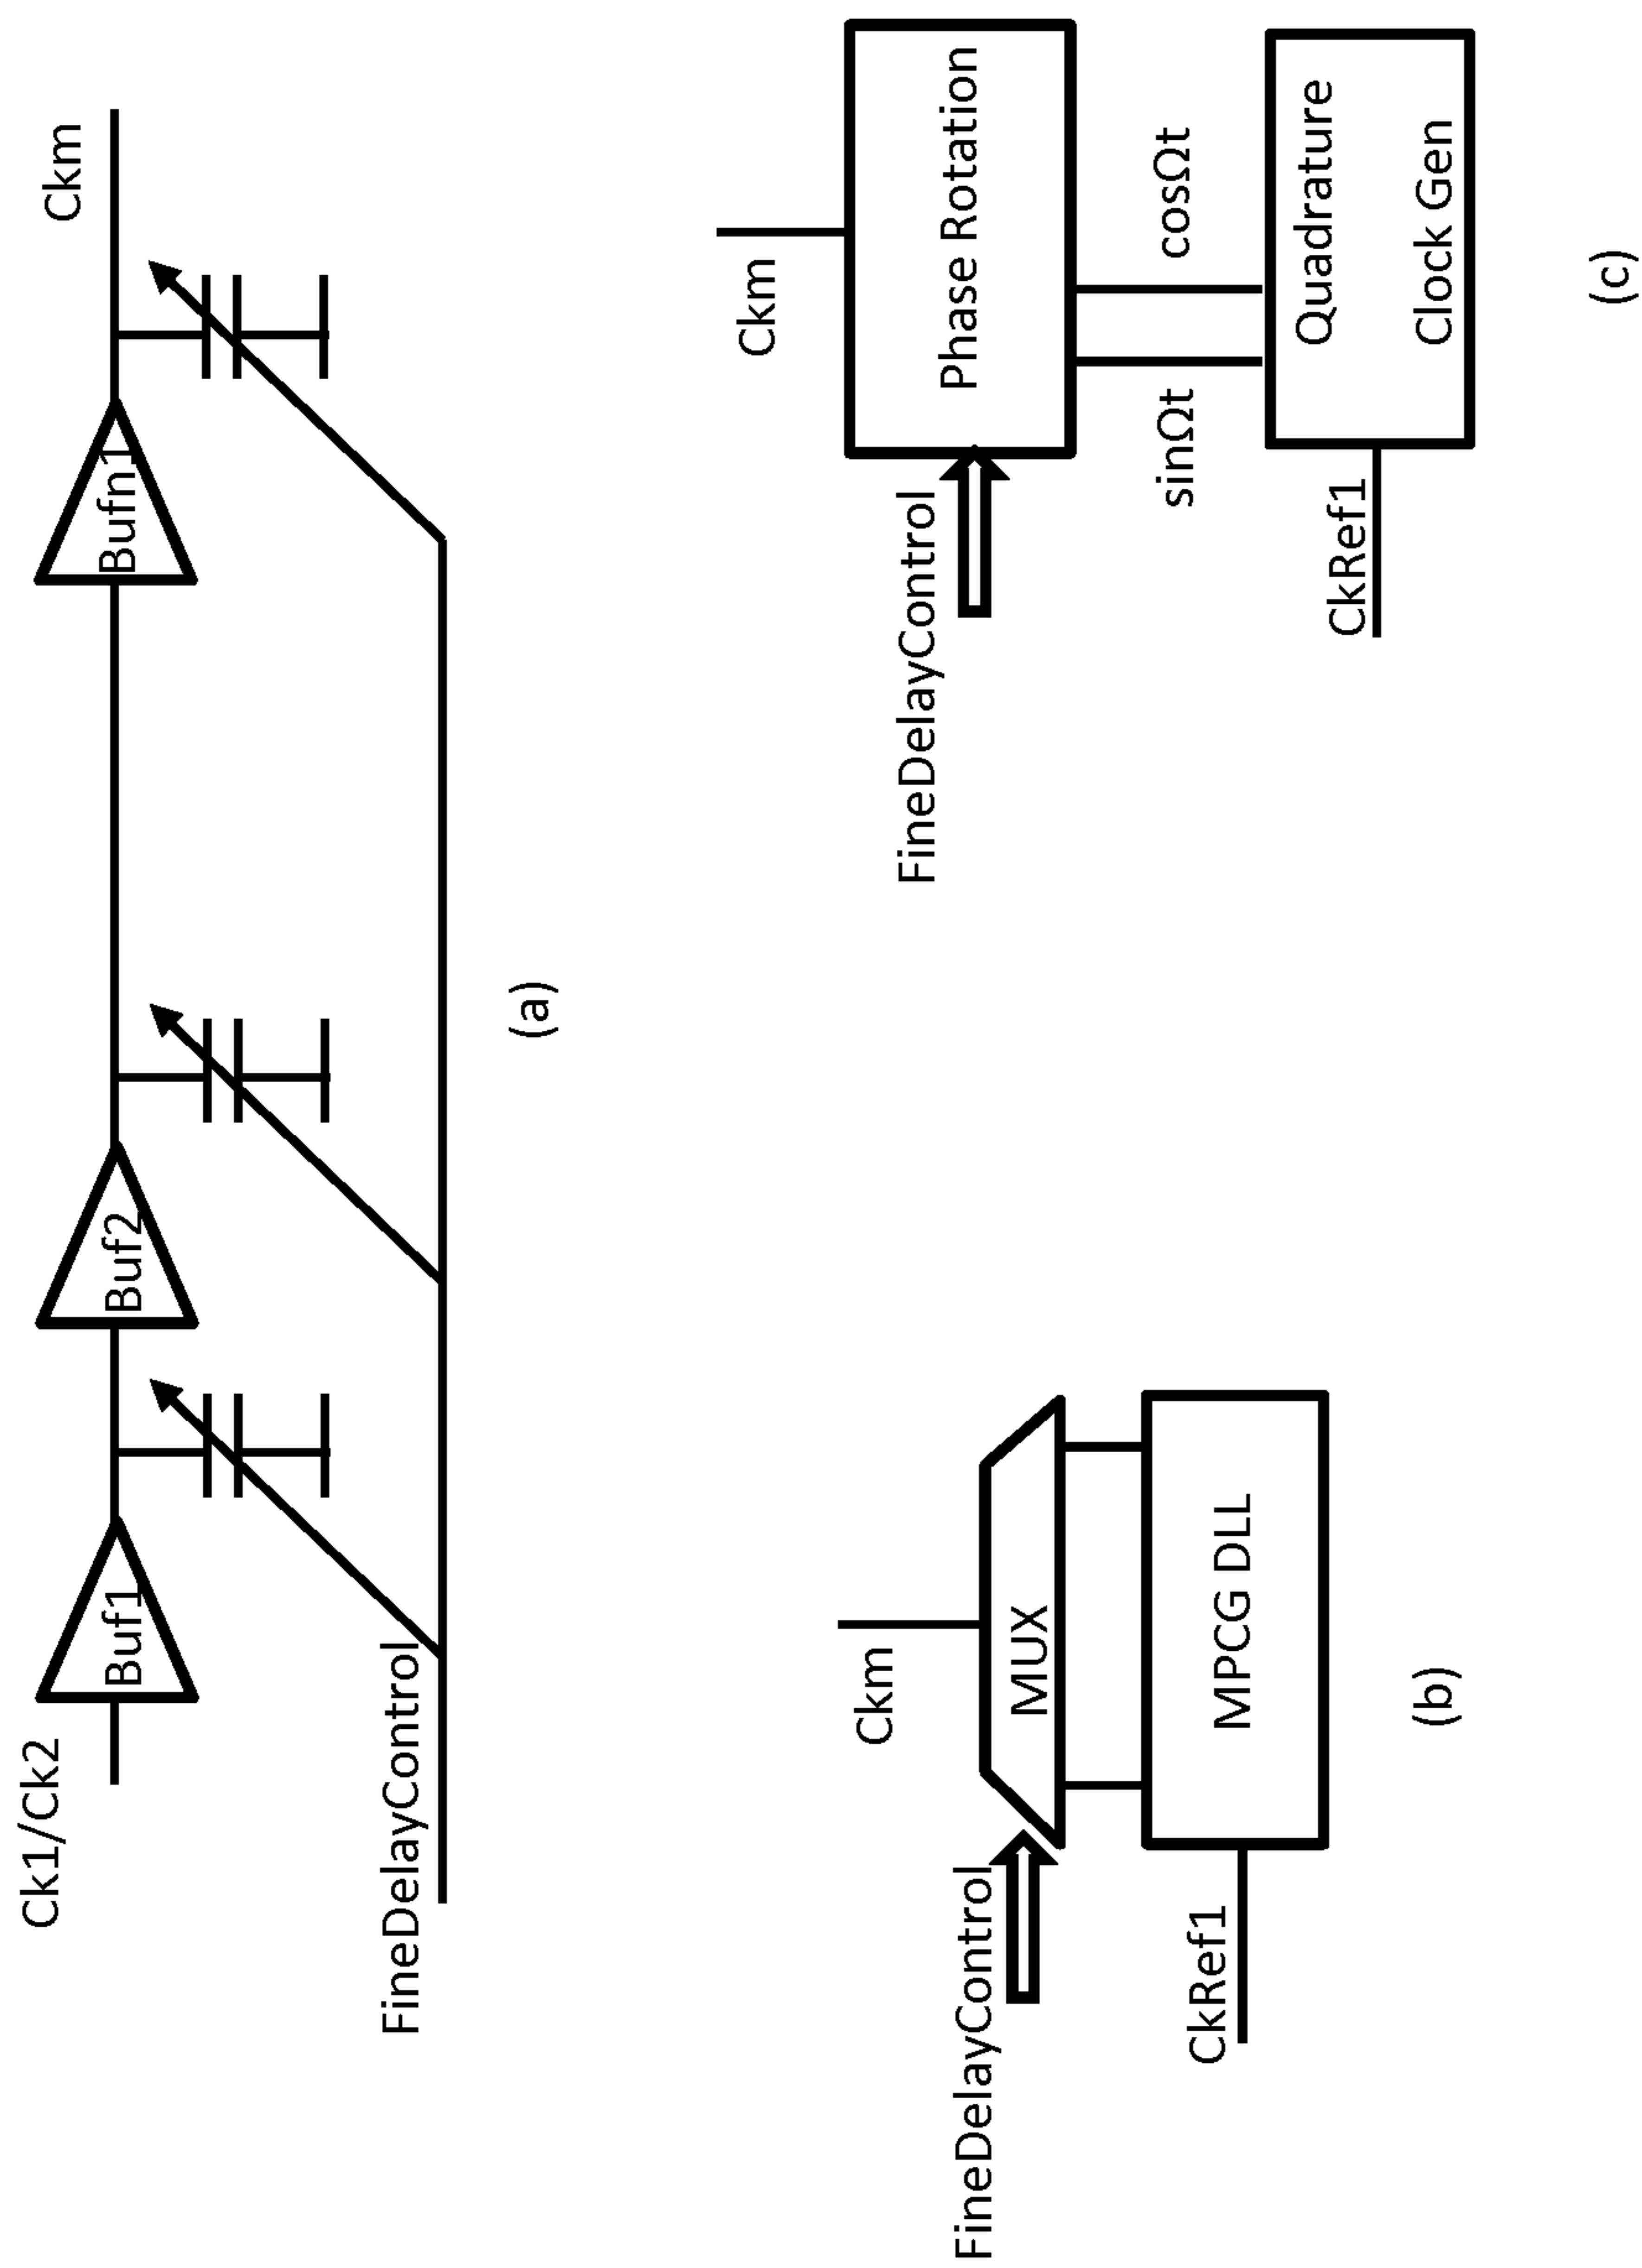 Ck1/Ck2
Buf1
Buf2
Bufn1
Ckm
FineDelayControl
(a)
Ckm
FineDelayControl
MUX
CkRef1
MPCG DLL
(b)
Ckm
FineDelayControl
Phase Rotation
sinΩt
cosΩt
CkRef1
Quadrature
Clock Gen
(c)